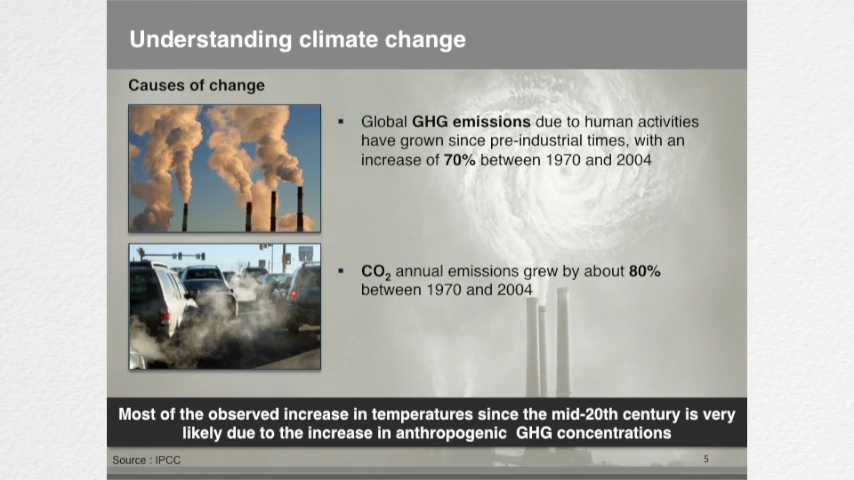 Understanding climate change
Causes of change
▪ Global GHG emissions due to human activities
have grown since pre-industrial times, with an
increase of 70% between 1970 and 2004
▪ CO₂ annual emissions grew by about 80%
between 1970 and 2004
Most of the observed increase in temperatures since the mid-20th century is very
likely due to the increase in anthropogenic  GHG concentrations
Source : IPCC
5